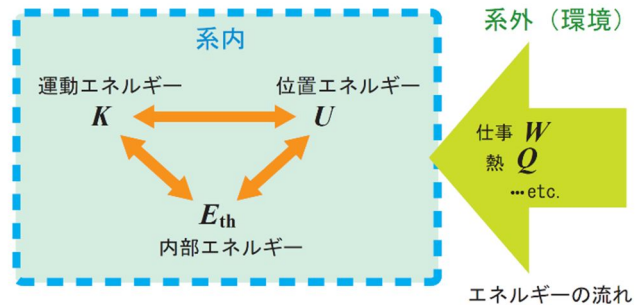 系内
系外（環境）
運動エネルギー
K
位置エネルギー
U
Eth
内部エネルギー
仕事 W
熱 Q
…etc.
エネルギーの流れ